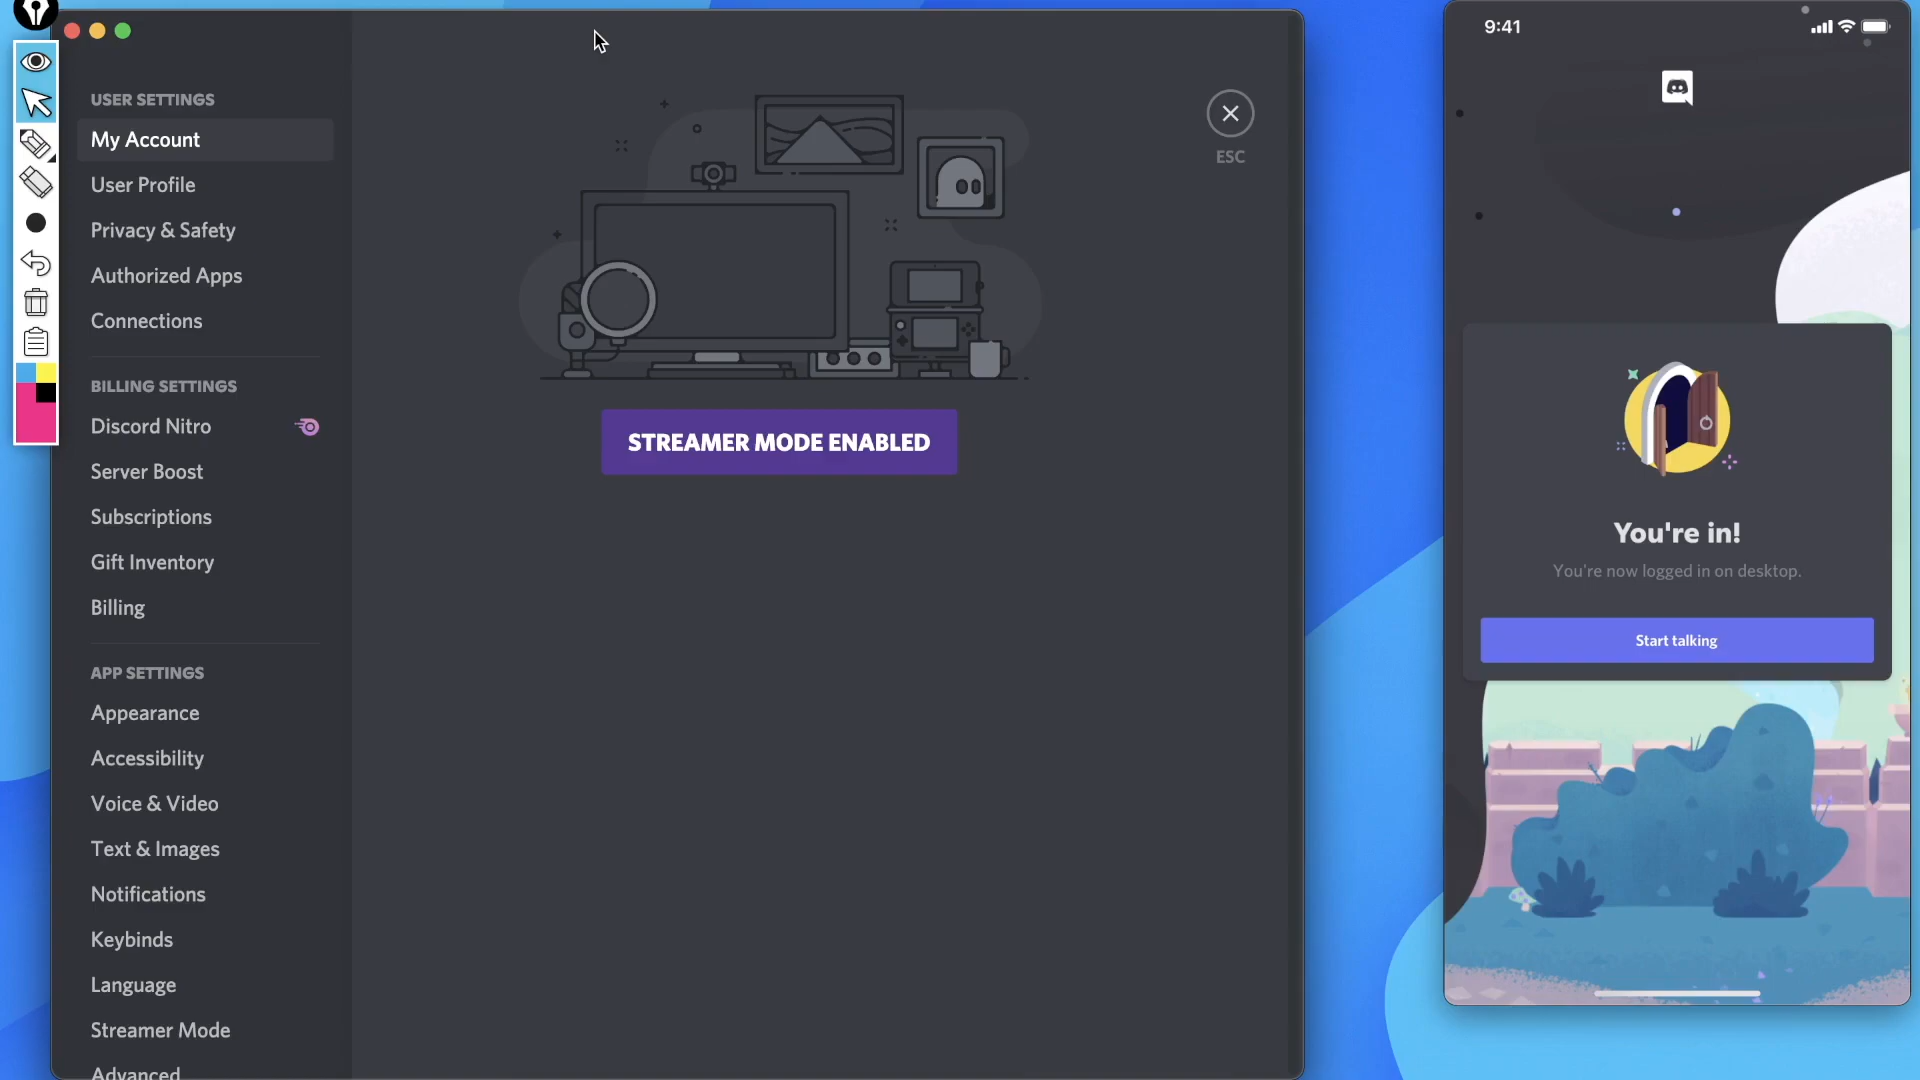 USER SETTINGS
My Account
User Profile
Privacy & Safety
Authorized Apps
Connections
BILLING SETTINGS
Discord Nitro
Server Boost
Subscriptions
Gift Inventory
Billing
APP SETTINGS
Appearance
Accessibility
Voice & Video
Text & Images
Notifications
Keybinds
Language
Streamer Mode
Advanced
ESC
STREAMER MODE ENABLED
9:41
You're in!
You're now logged in on desktop.
Start talking